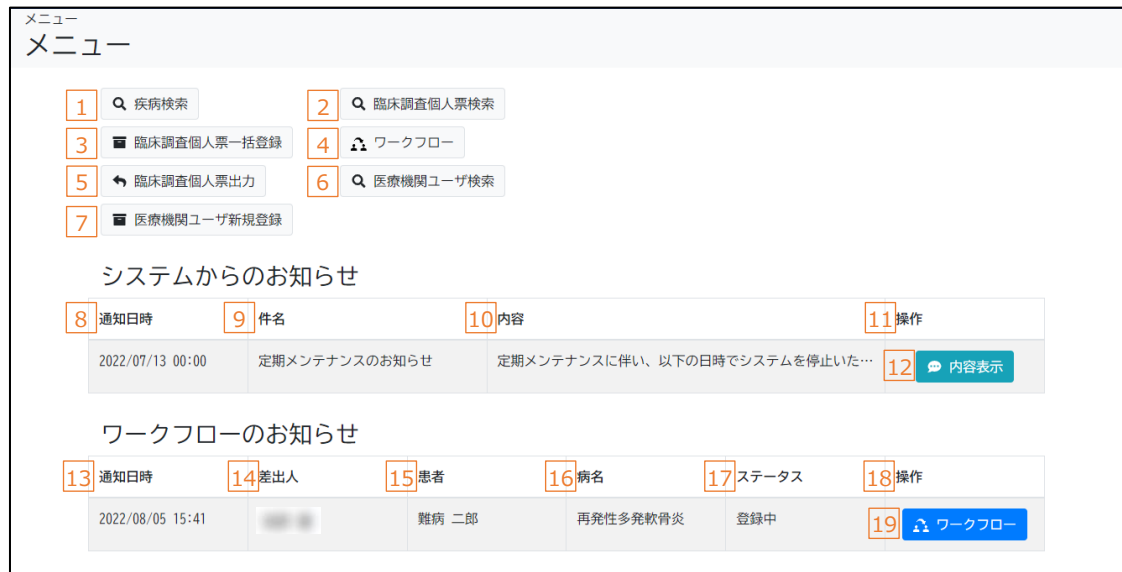 メニュー
メニュー
1 疾病検索 2 臨床調査個人票検索
3 臨床調査個人票一括登録 4 ワークフロー
5 臨床調査個人票出力 6 医療機関ユーザ検索
7 医療機関ユーザ新規登録
システムからのお知らせ
8 通知日時 9 件名 10 内容 11 操作
2022/07/13 00:00 定期メンテナンスのお知らせ 定期メンテナンスに伴い、以下の日時でシステムを停止いた… 12 内容表示
ワークフローのお知らせ
13 通知日時 14 差出人 15 患者 16 病名 17 ステータス 18 操作
2022/08/05 15:41 難病 二郎 再発性多発軟骨炎 登録中 19 ワークフロー